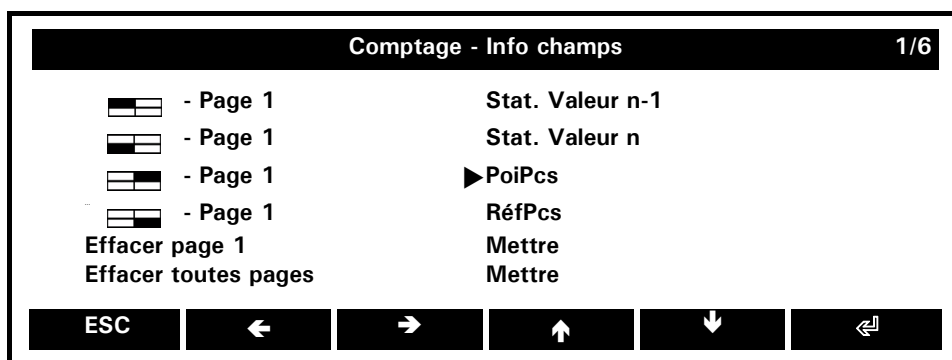 Comptage - Info champs 1/6
- Page 1 Stat. Valeur n-1
- Page 1 Stat. Valeur n
- Page 1 ▶PoiPcs
- Page 1 RéfPcs
Effacer page 1 Mettre
Effacer toutes pages Mettre
ESC ← → ↑ ↓ ↵